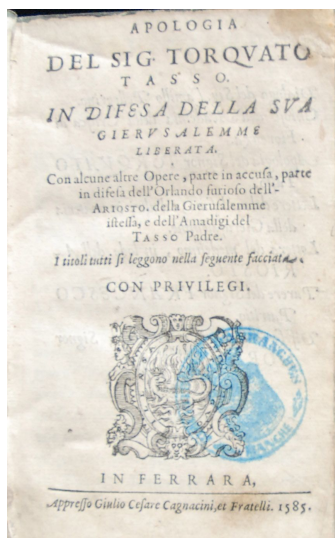 APOLOGIA
DEL SIG. TORQVATO
TASSO.
IN DIFESA DELLA SVA
GIERVSALEMME
LIBERATA.
Con alcune altre Opere, parte in accusa, parte
in difesa dell'Orlando furioso dell'-
ARIOSTO. della Gierusalemme
istessa, e dell'Amadigi del
TASSO Padre.
I titoli tutti si leggono nella seguente facciata.
CON PRIVILEGI.
IN FERRARA,
Appresso Giulio Cesare Cagnacini, et Fratelli. 1585.